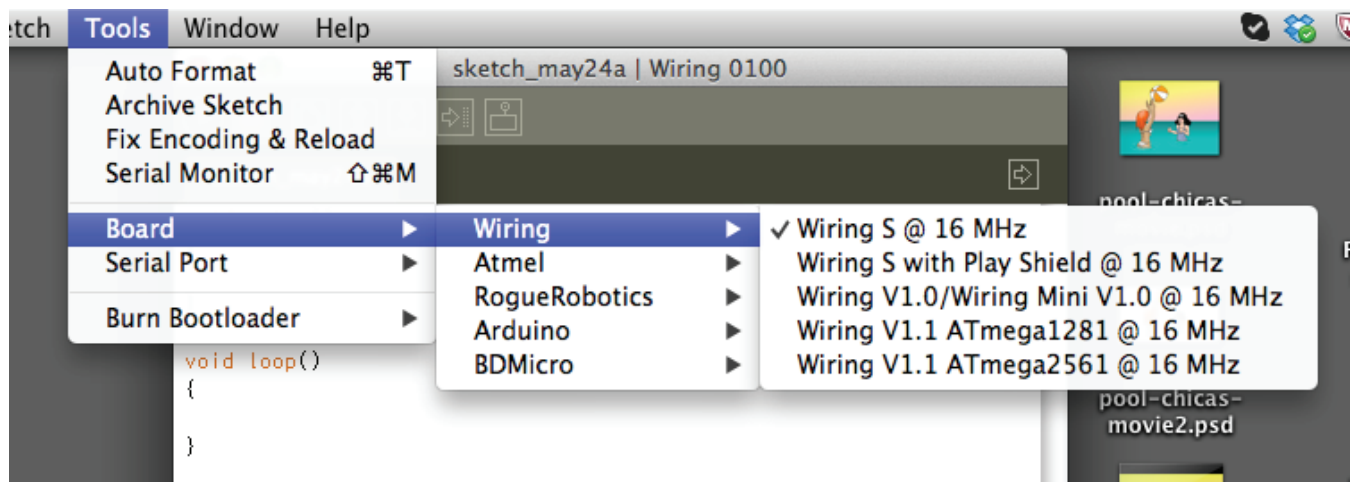 etch Tools Window Help
sketch_may24a | Wiring 0100
Auto Format ⌘T
Archive Sketch
Fix Encoding & Reload
Serial Monitor ⇧⌘M
Board
Serial Port
Burn Bootloader
Wiring
Atmel
RogueRobotics
Arduino
BDMicro
✓ Wiring S @ 16 MHz
Wiring S with Play Shield @ 16 MHz
Wiring V1.0/Wiring Mini V1.0 @ 16 MHz
Wiring V1.1 ATmega1281 @ 16 MHz
Wiring V1.1 ATmega2561 @ 16 MHz
void loop()
{
}
pool-chicas-
pool-chicas-
movie2.psd